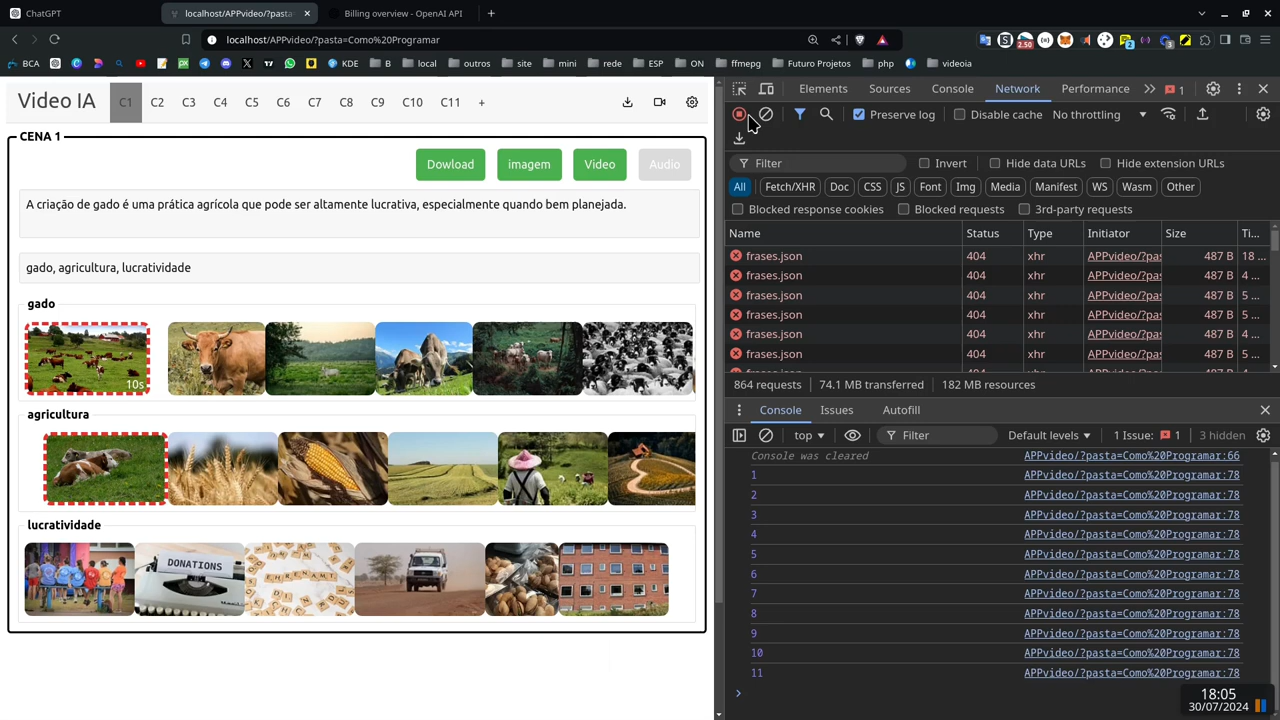 ChatGPT
localhost/APPvideo/?pasta=
Billing overview - OpenAI API
localhost/APPvideo/?pasta=Como%20Programar
BCA
KDE
B
local
outros
site
mini
rede
ESP
ON
ffmepg
Futuro Projetos
php
videoia
2.50
2
3
Video IA
C1
C2
C3
C4
C5
C6
C7
C8
C9
C10
C11
+
CENA 1
Dowload
imagem
Video
Audio
A criação de gado é uma prática agrícola que pode ser altamente lucrativa, especialmente quando bem planejada.
gado, agricultura, lucratividade
gado
10s
agricultura
lucratividade
DONATIONS
EHRENAMT
Elements
Sources
Console
Network
Performance
1
Preserve log
Disable cache
No throttling
Filter
Invert
Hide data URLs
Hide extension URLs
All
Fetch/XHR
Doc
CSS
JS
Font
Img
Media
Manifest
WS
Wasm
Other
Blocked response cookies
Blocked requests
3rd-party requests
Name Status Type Initiator Size Ti...
frases.json 404 xhr APPvideo/?pas 487 B 18 ...
frases.json 404 xhr APPvideo/?pas 487 B 4 ...
frases.json 404 xhr APPvideo/?pas 487 B 5 ...
frases.json 404 xhr APPvideo/?pas 487 B 5 ...
frases.json 404 xhr APPvideo/?pas 487 B 4 ...
frases.json 404 xhr APPvideo/?pas 487 B 5 ...
864 requests
74.1 MB transferred
182 MB resources
Console
Issues
Autofill
top
Filter
Default levels
1 Issue: 1
3 hidden
Console was cleared APPvideo/?pasta=Como%20Programar:66
1 APPvideo/?pasta=Como%20Programar:78
2 APPvideo/?pasta=Como%20Programar:78
3 APPvideo/?pasta=Como%20Programar:78
4 APPvideo/?pasta=Como%20Programar:78
5 APPvideo/?pasta=Como%20Programar:78
6 APPvideo/?pasta=Como%20Programar:78
7 APPvideo/?pasta=Como%20Programar:78
8 APPvideo/?pasta=Como%20Programar:78
9 APPvideo/?pasta=Como%20Programar:78
10 APPvideo/?pasta=Como%20Programar:78
11 APPvideo/?pasta=Como%20Programar:78
18:05
30/07/2024